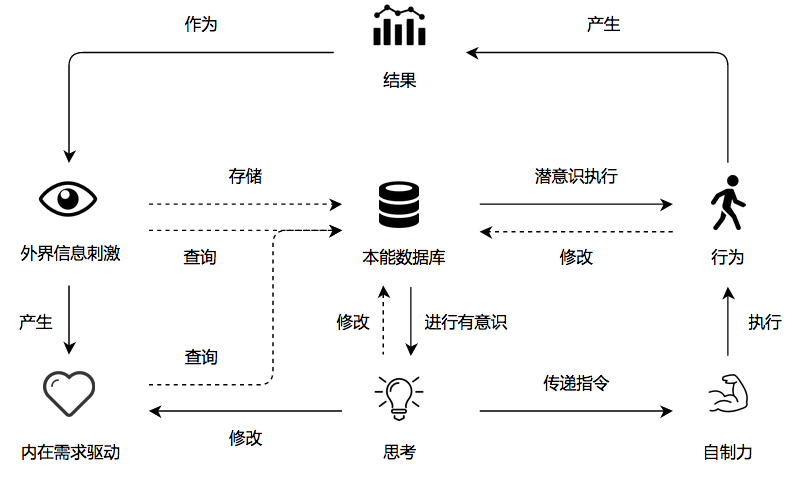 作为
产生
结果
存储
潜意识执行
外界信息刺激
查询
本能数据库
修改
行为
产生
修改
进行有意识
执行
查询
传递指令
修改
内在需求驱动
思考
自制力